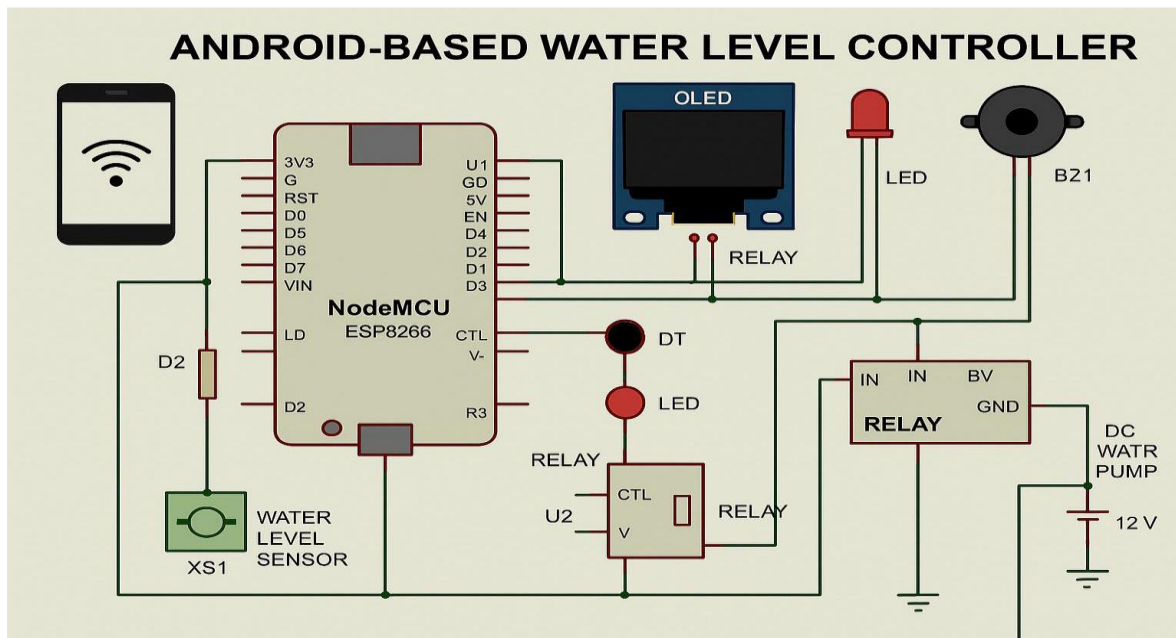 ANDROID-BASED WATER LEVEL CONTROLLER
OLED
LED
B21
RELAY
3V3
G
RST
D0
D5
D6
D7
VIN
LD
D2
U1
GD
5V
EN
D4
D2
D1
D3
CTL
V-
R3
NodeMCU
ESP8266
D2
WATER
LEVEL
SENSOR
XS1
DT
LED
RELAY
CTL
V
U2
RELAY
IN
IN
BV
GND
RELAY
DC
WATR
PUMP
12 V